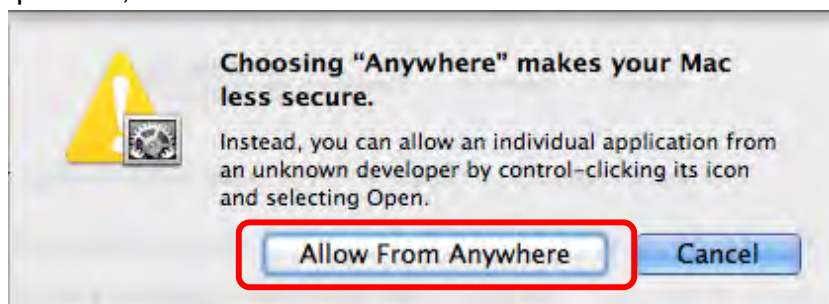 Choosing “Anywhere” makes your Mac
less secure.
Instead, you can allow an individual application from
an unknown developer by control-clicking its icon
and selecting Open.
Allow From Anywhere
Cancel